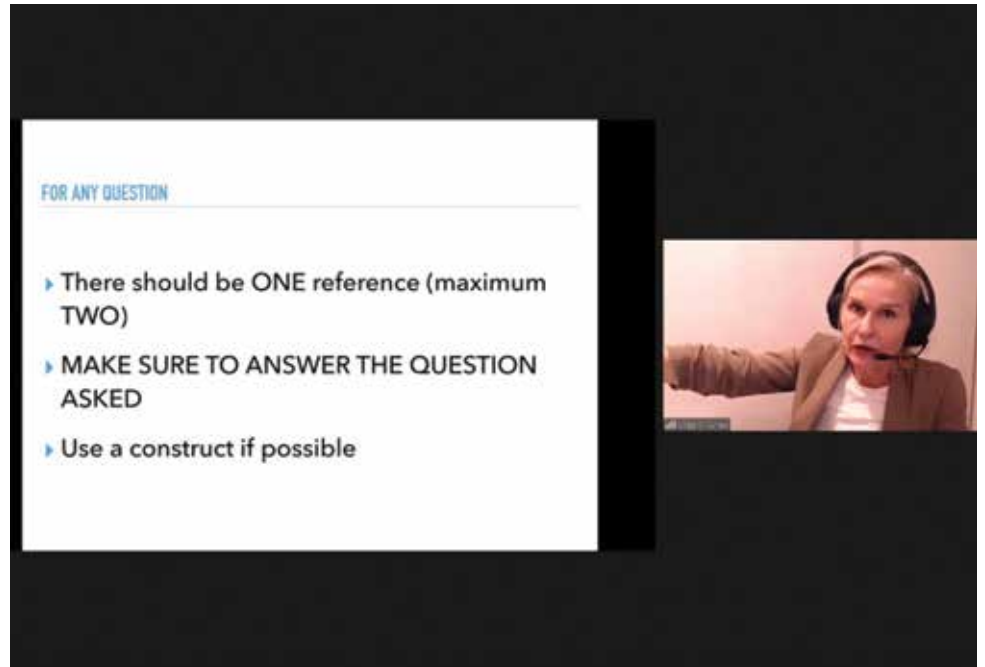 FOR ANY QUESTION
There should be ONE reference (maximum
TWO)
MAKE SURE TO ANSWER THE QUESTION
ASKED
Use a construct if possible